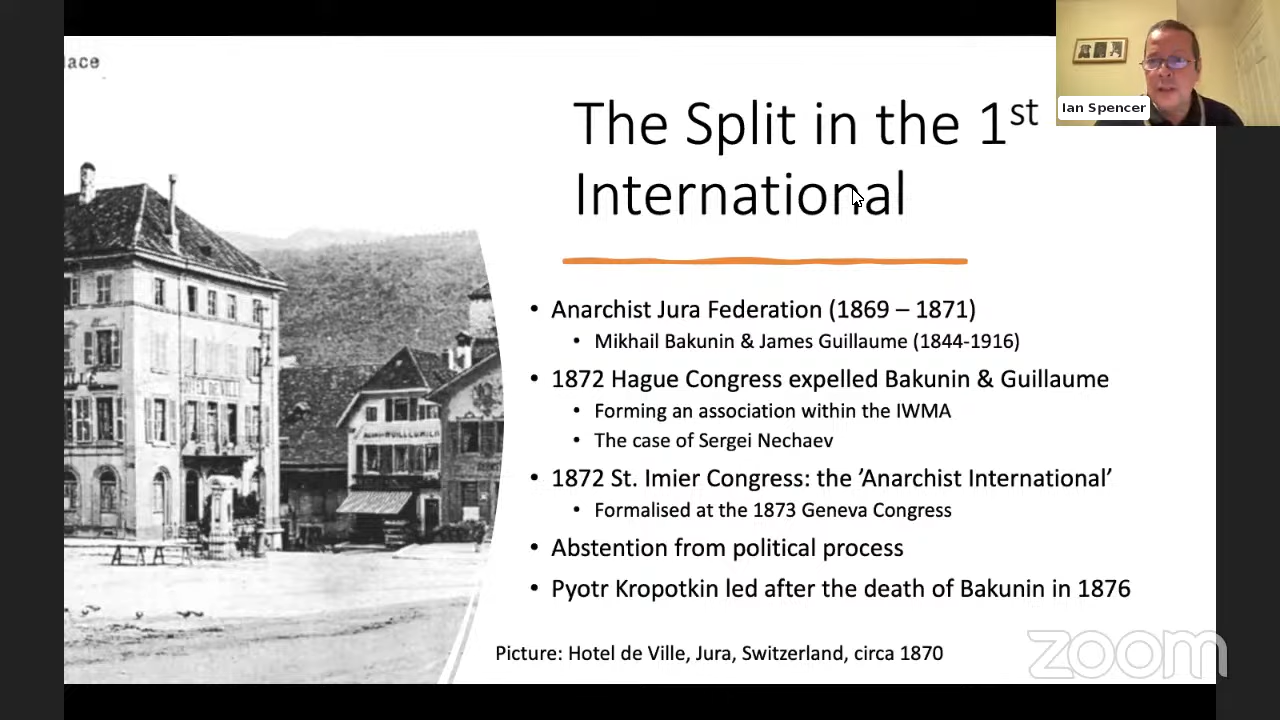 lace
Ian Spencer
The Split in the 1st
International
• Anarchist Jura Federation (1869 – 1871)
• Mikhail Bakunin & James Guillaume (1844-1916)
• 1872 Hague Congress expelled Bakunin & Guillaume
• Forming an association within the IWMA
• The case of Sergei Nechaev
• 1872 St. Imier Congress: the ’Anarchist International’
• Formalised at the 1873 Geneva Congress
• Abstention from political process
• Pyotr Kropotkin led after the death of Bakunin in 1876
Picture: Hotel de Ville, Jura, Switzerland, circa 1870
zoom